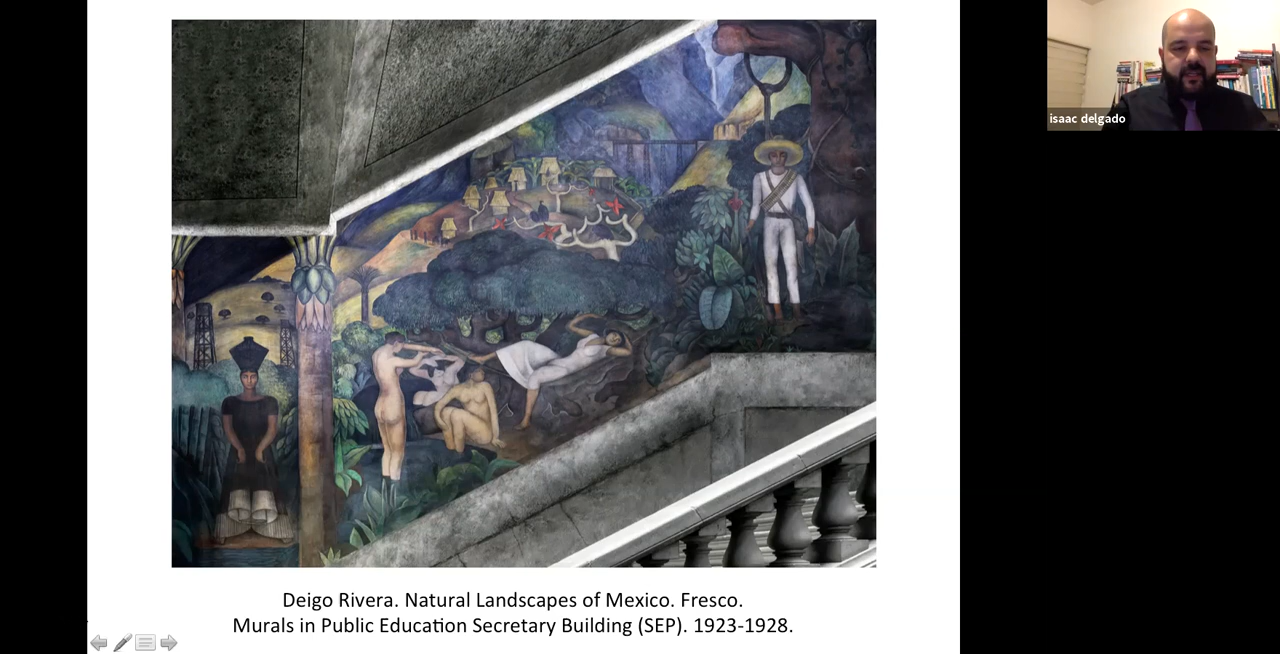 isaac delgado
Deigo Rivera. Natural Landscapes of Mexico. Fresco.
Murals in Public Education Secretary Building (SEP). 1923-1928.